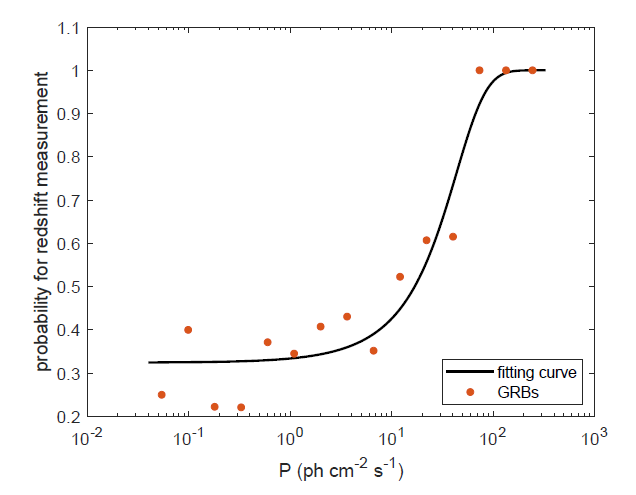 1.1
1
0.9
0.8
0.7
0.6
0.5
0.4
0.3
0.2
probability for redshift measurement
fitting curve
GRBs
10^-2 10^-1 10^0 10^1 10^2 10^3
P (ph cm^-2 s^-1)